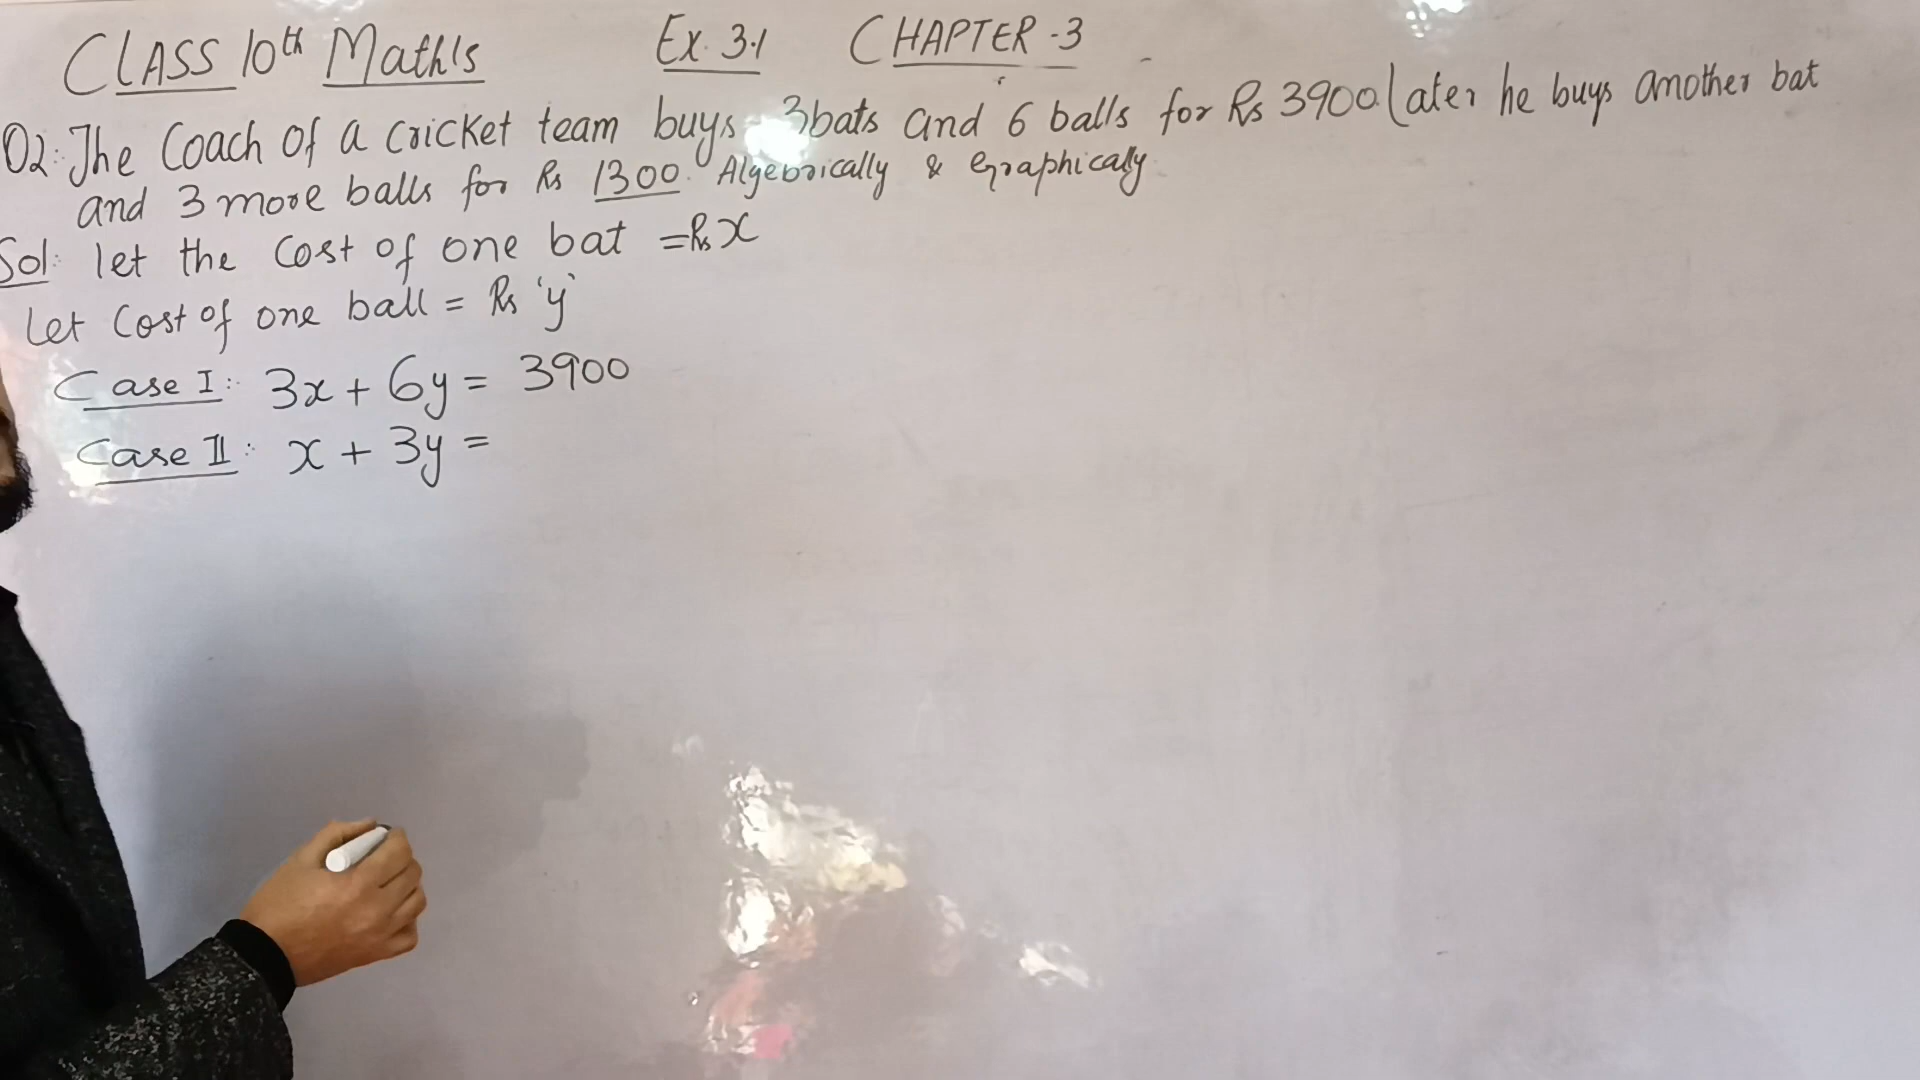 CLASS 10th Math's Ex. 3.1 CHAPTER -3
Q2: The Coach of a cricket team buys 3bats and 6 balls for Rs 3900. Later he buys another bat
and 3 more balls for Rs 1300. Algebrically & Graphically
Sol: let the Cost of one bat = Rs x
Let Cost of one ball = Rs 'y'
Case I: 3x + 6y = 3900
Case II: x + 3y =